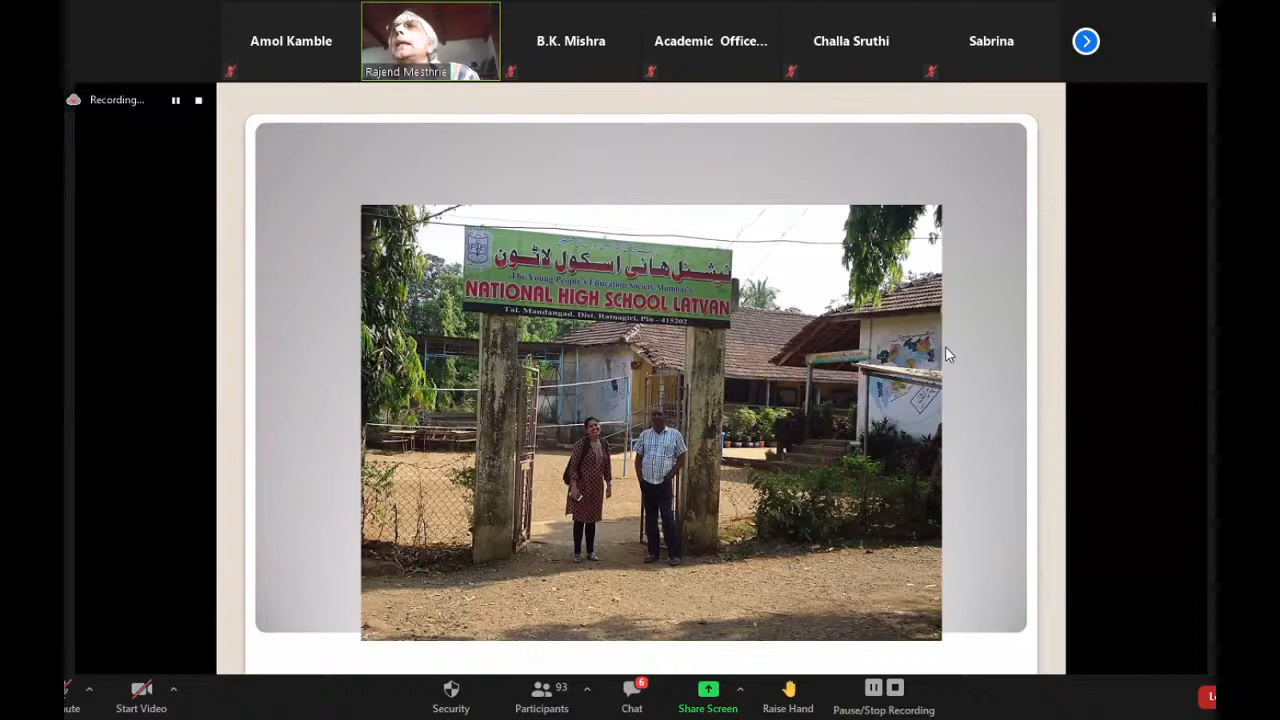 Amol Kamble
Rajend Mesthrie
B.K. Mishra
Academic Office...
Challa Sruthi
Sabrina
Recording...
نیشنل ہائی اسکول لاٹون
The Young People's Education Society Mumbai's
NATIONAL HIGH SCHOOL LATVAN
Tal. Mandangad, Dist. Ratnagiri, Pin - 415202
ute
Start Video
Security
93
Participants
6
Chat
Share Screen
Raise Hand
Pause/Stop Recording